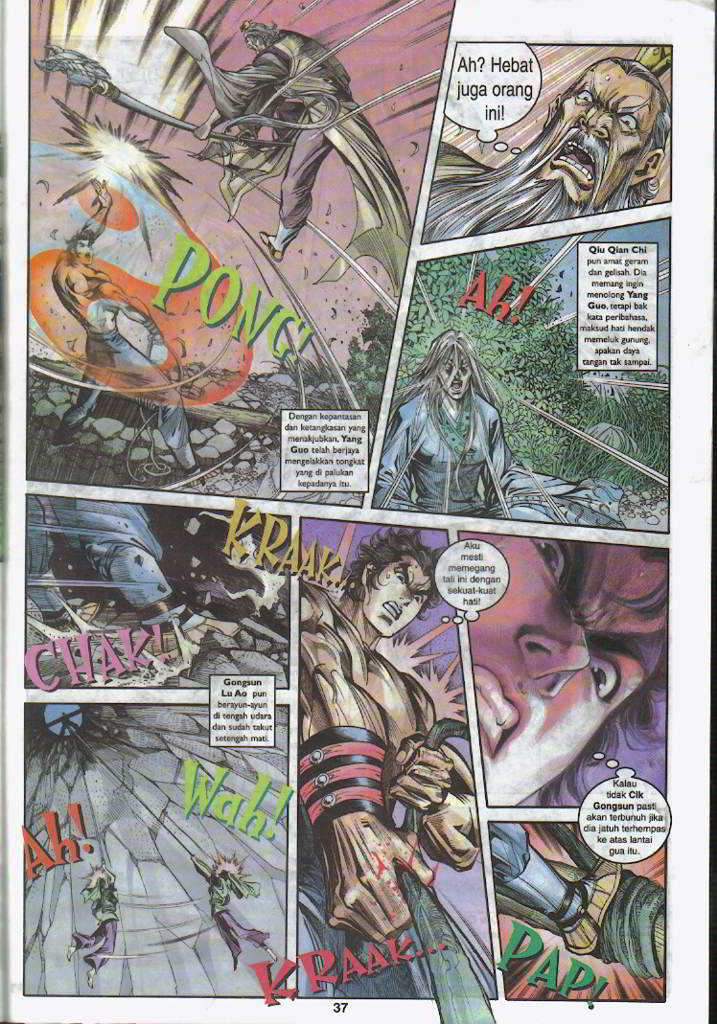 PONG!
Dengan kepantasan
dan ketangkasan yang
menakjubkan, Yang
Guo telah berjaya
mengelakkan tongkat
yang di palukan
kepadanya itu.
Ah? Hebat
juga orang
ini!
Ah!
Qiu Qian Chi
pun amat geram
dan gelisah. Dia
memang ingin
menolong Yang
Guo, tetapi bak
kata peribahasa,
maksud hati hendak
memeluk gunung,
apakan daya
tangan tak sampai.
CHAK!
KRAAK...
Aku
mesti
memegang
tali ini dengan
sekuat-kuat
hati!
Gongsun
Lu Ao pun
berayun-ayun
di tengah udara
dan sudah takut
setengah mati.
Ah!
Wah!
KRAAK...
Kalau
tidak Cik
Gongsun pasti
akan terbunuh jika
dia jatuh terhempas
ke atas lantai
gua itu.
PAP!
37